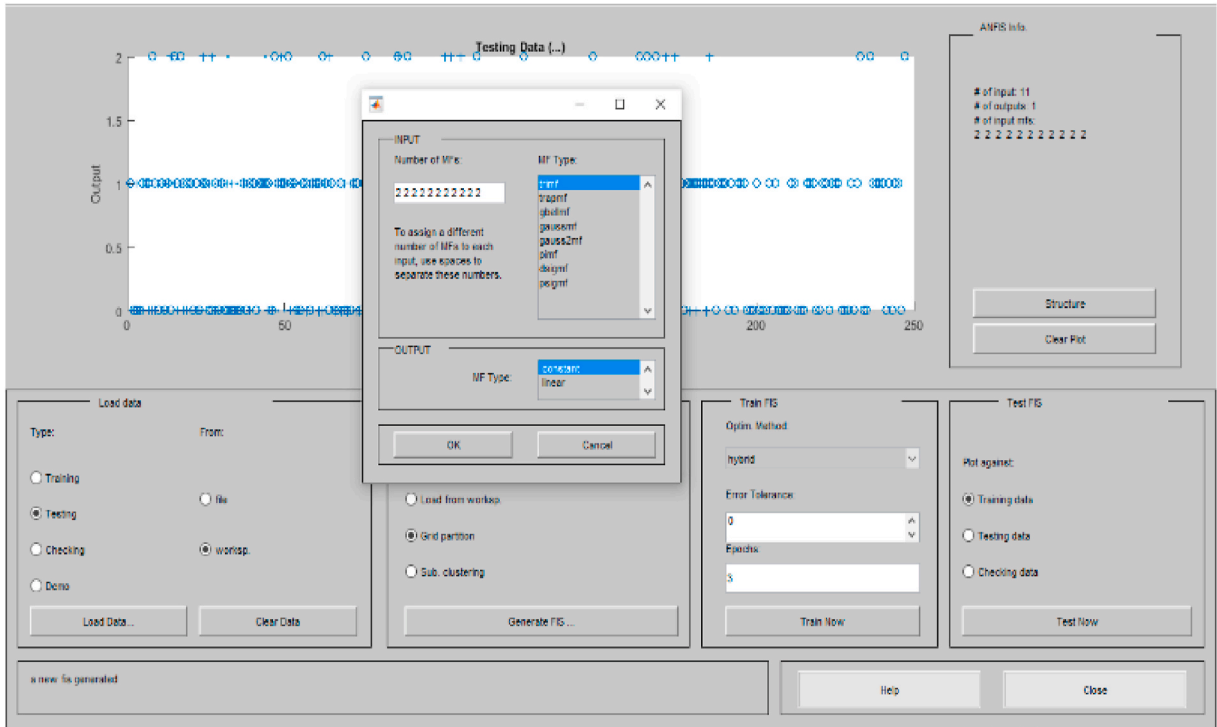 ANFIS Info.
Testing Data (...)
2
1.5
1
0.5
0
Output
0
50
200
250
# of input: 11
# of outputs: 1
# of input mfs:
2 2 2 2 2 2 2 2 2 2 2
Structure
Clear Plot
INPUT
Number of MFs:
MF Type:
2 2 2 2 2 2 2 2 2 2 2
trimf
trapmf
gbellmf
gaussmf
gauss2mf
pimf
dsigmf
psigmf
To assign a different
number of MFs to each
input, use spaces to
separate these numbers.
OUTPUT
MF Type:
constant
linear
OK
Cancel
Load data
Type:
From:
Training
Testing
Checking
Demo
file
worksp.
Load Data...
Clear Data
Load from worksp.
Grid partition
Sub. clustering
Generate FIS ...
Train FIS
Optim. Method:
hybrid
Error Tolerance:
0
Epochs:
3
Train Now
Test FIS
Plot against:
Training data
Testing data
Checking data
Test Now
a new fis generated
Help
Close